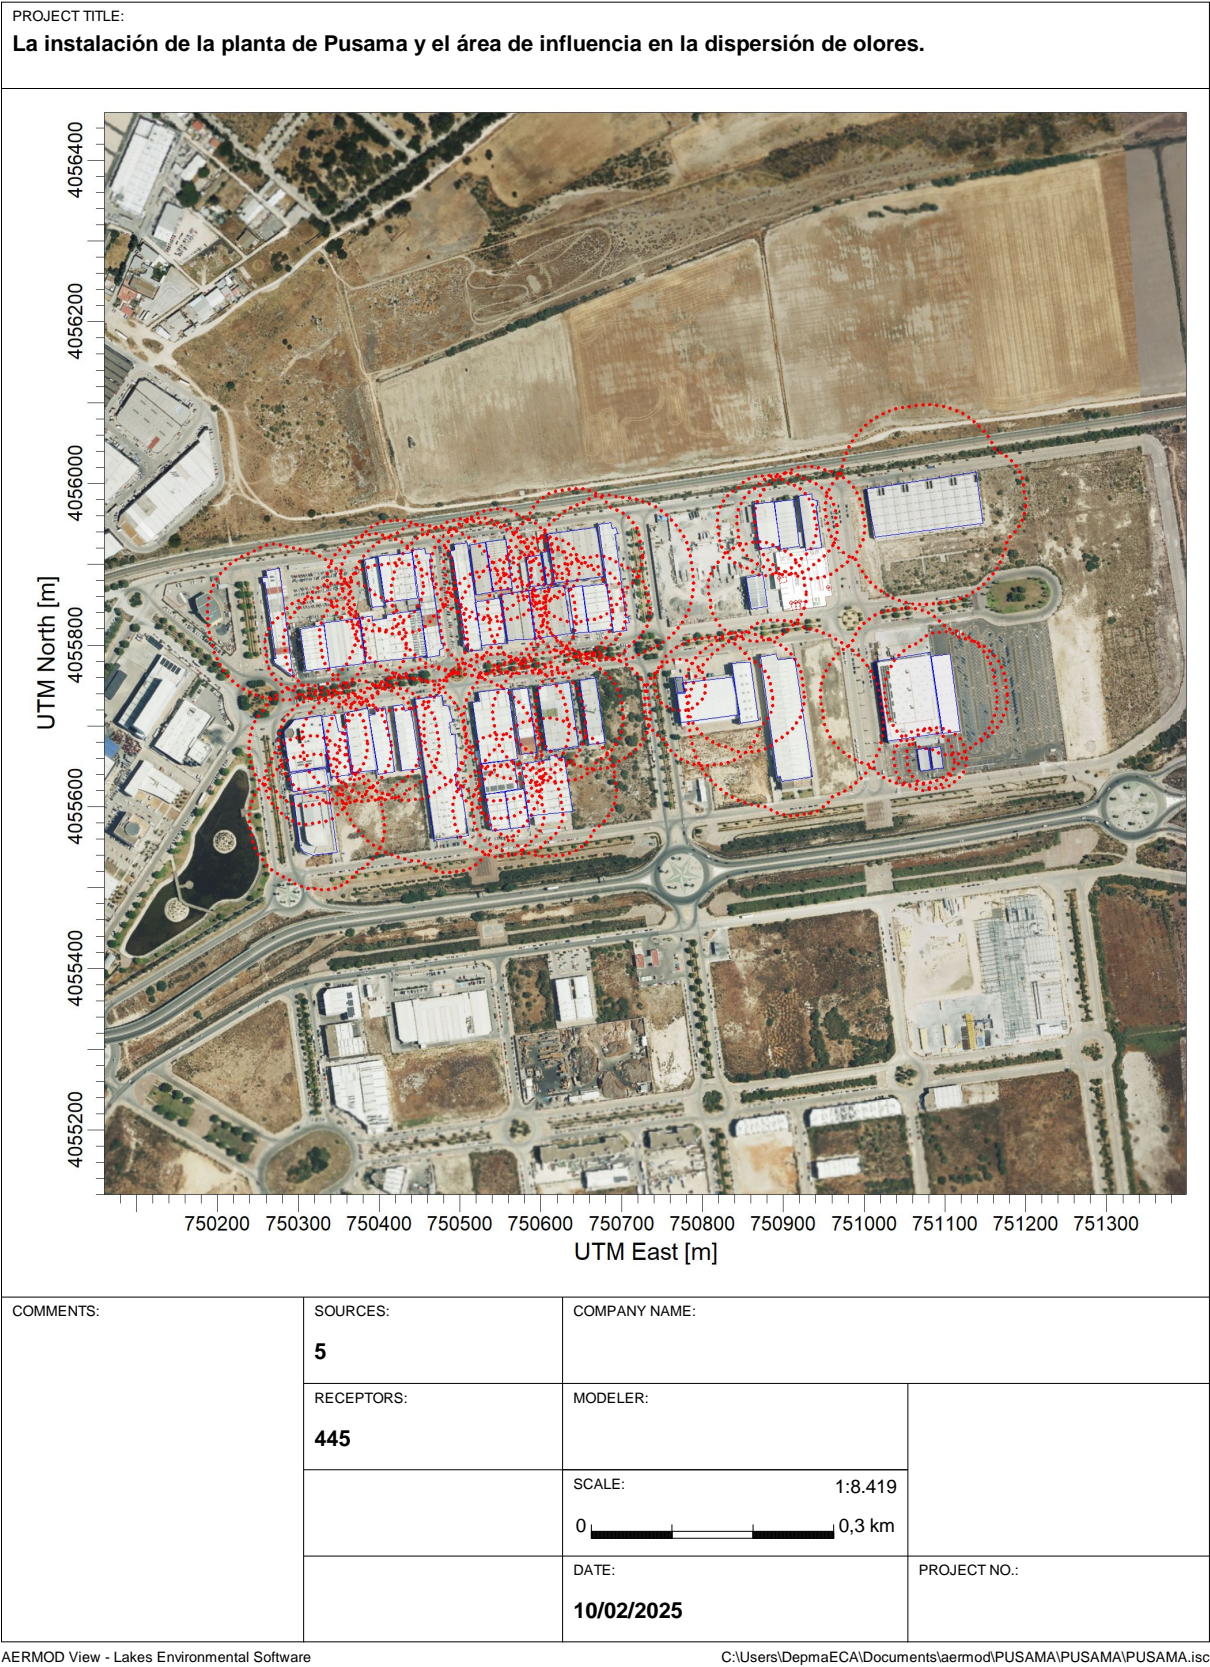 PROJECT TITLE:
La instalación de la planta de Pusama y el área de influencia en la dispersión de olores.
UTM North [m]
4056400
4056200
4056000
4055800
4055600
4055400
4055200
750200 750300 750400 750500 750600 750700 750800 750900 751000 751100 751200 751300
UTM East [m]
COMMENTS:
SOURCES:
5
COMPANY NAME:
RECEPTORS:
445
MODELER:
SCALE: 1:8.419
0 0,3 km
DATE:
10/02/2025
PROJECT NO.:
AERMOD View - Lakes Environmental Software
C:\Users\DepmaECA\Documents\aermod\PUSAMA\PUSAMA\PUSAMA.isc